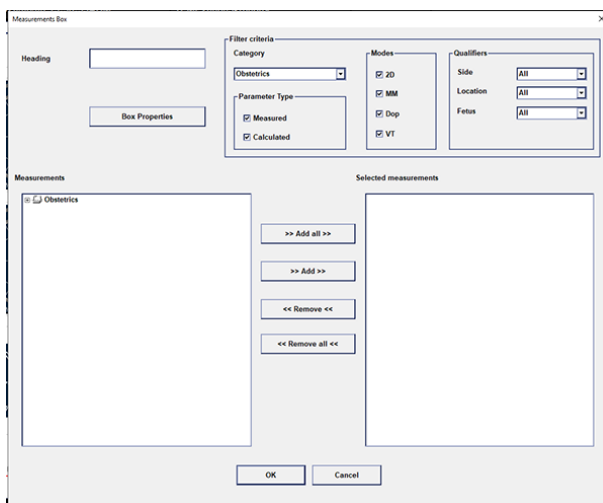 Measurements Box
Filter criteria
Heading
Category
Obstetrics
Parameter Type
Measured
Calculated
Modes
2D
MM
Dop
VT
Qualifiers
Side All
Location All
Fetus All
Box Properties
Measurements
Selected measurements
Obstetrics
>> Add all >>
>> Add >>
<< Remove <<
<< Remove all <<
OK
Cancel